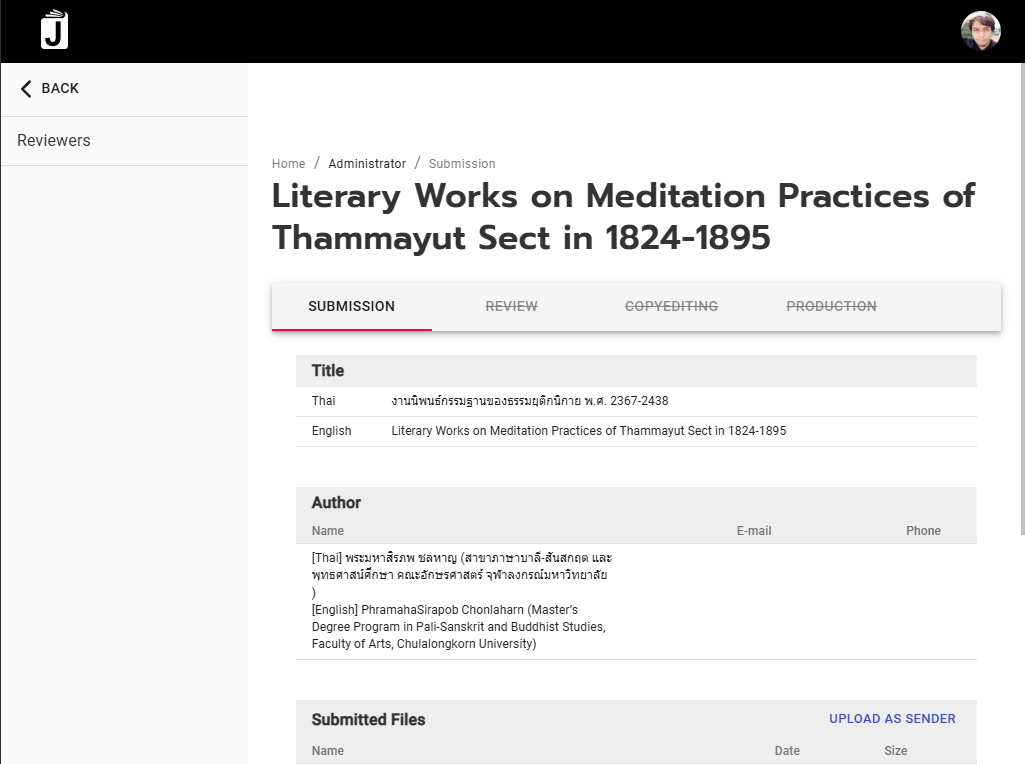 J
BACK
Reviewers
Home / Administrator / Submission
Literary Works on Meditation Practices of
Thammayut Sect in 1824-1895
SUBMISSION REVIEW COPYEDITING PRODUCTION
Title
Thai งานนิพนธ์กรรมฐานของธรรมยุติกนิกาย พ.ศ. 2367-2438
English Literary Works on Meditation Practices of Thammayut Sect in 1824-1895
Author
Name E-mail Phone
[Thai] พระมหาสิรภพ ชลหาญ (สาขาภาษาบาลี-สันสกฤต และ
พุทธศาสน์ศึกษา คณะอักษรศาสตร์ จุฬาลงกรณ์มหาวิทยาลัย
)
[English] PhramahaSirapob Chonlaharn (Master’s
Degree Program in Pali-Sanskrit and Buddhist Studies,
Faculty of Arts, Chulalongkorn University)
Submitted Files UPLOAD AS SENDER
Name Date Size